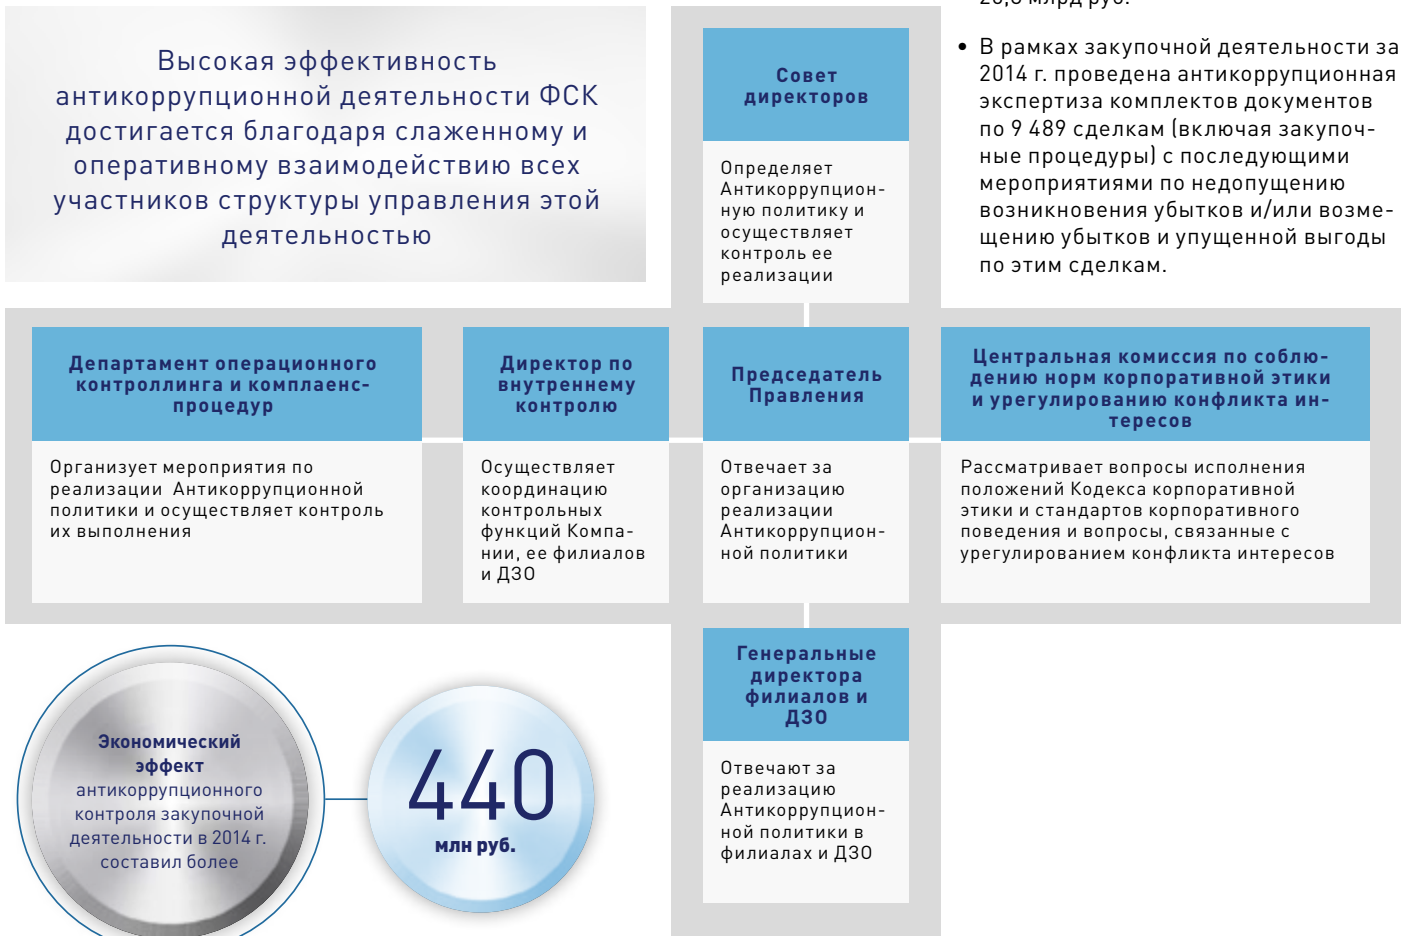 Высокая эффективность
антикоррупционной деятельности ФСК
достигается благодаря слаженному и
оперативному взаимодействию всех
участников структуры управления этой
деятельностью
Совет
директоров
Определяет
Антикоррупцион-
ную политику и
осуществляет
контроль ее
реализации
• В рамках закупочной деятельности за
2014 г. проведена антикоррупционная
экспертиза комплектов документов
по 9 489 сделкам (включая закупоч-
ные процедуры) с последующими
мероприятиями по недопущению
возникновения убытков и/или возме-
щению убытков и упущенной выгоды
по этим сделкам.
Департамент операционного
контроллинга и комплаенс-
процедур
Организует мероприятия по
реализации Антикоррупционной
политики и осуществляет контроль
их выполнения
Директор по
внутреннему
контролю
Осуществляет
координацию
контрольных
функций Компа-
нии, ее филиалов
и ДЗО
Председатель
Правления
Отвечает за
организацию
реализации
Антикоррупцион-
ной политики
Центральная комиссия по соблю-
дению норм корпоративной этики
и урегулированию конфликта ин-
тересов
Рассматривает вопросы исполнения
положений Кодекса корпоративной
этики и стандартов корпоративного
поведения и вопросы, связанные с
урегулированием конфликта интересов
Генеральные
директора
филиалов и
ДЗО
Отвечают за
реализацию
Антикоррупцион-
ной политики в
филиалах и ДЗО
Экономический
эффект
антикоррупционного
контроля закупочной
деятельности в 2014 г.
составил более
440
млн руб.